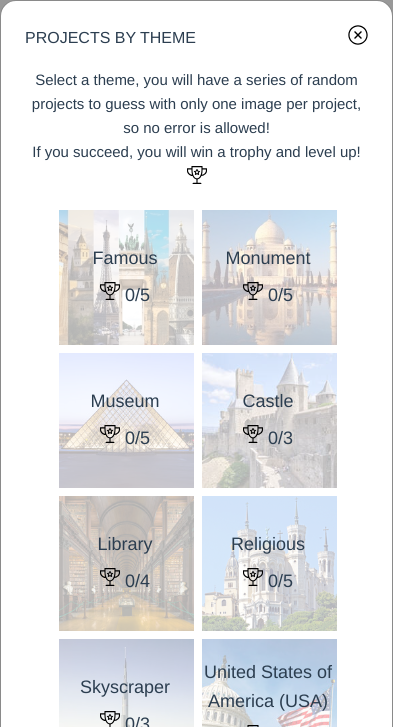 PROJECTS BY THEME
Select a theme, you will have a series of random
projects to guess with only one image per project,
so no error is allowed!
If you succeed, you will win a trophy and level up!
Famous
0/5
Monument
0/5
Museum
0/5
Castle
0/3
Library
0/4
Religious
0/5
Skyscraper
0/3
United States of
America (USA)